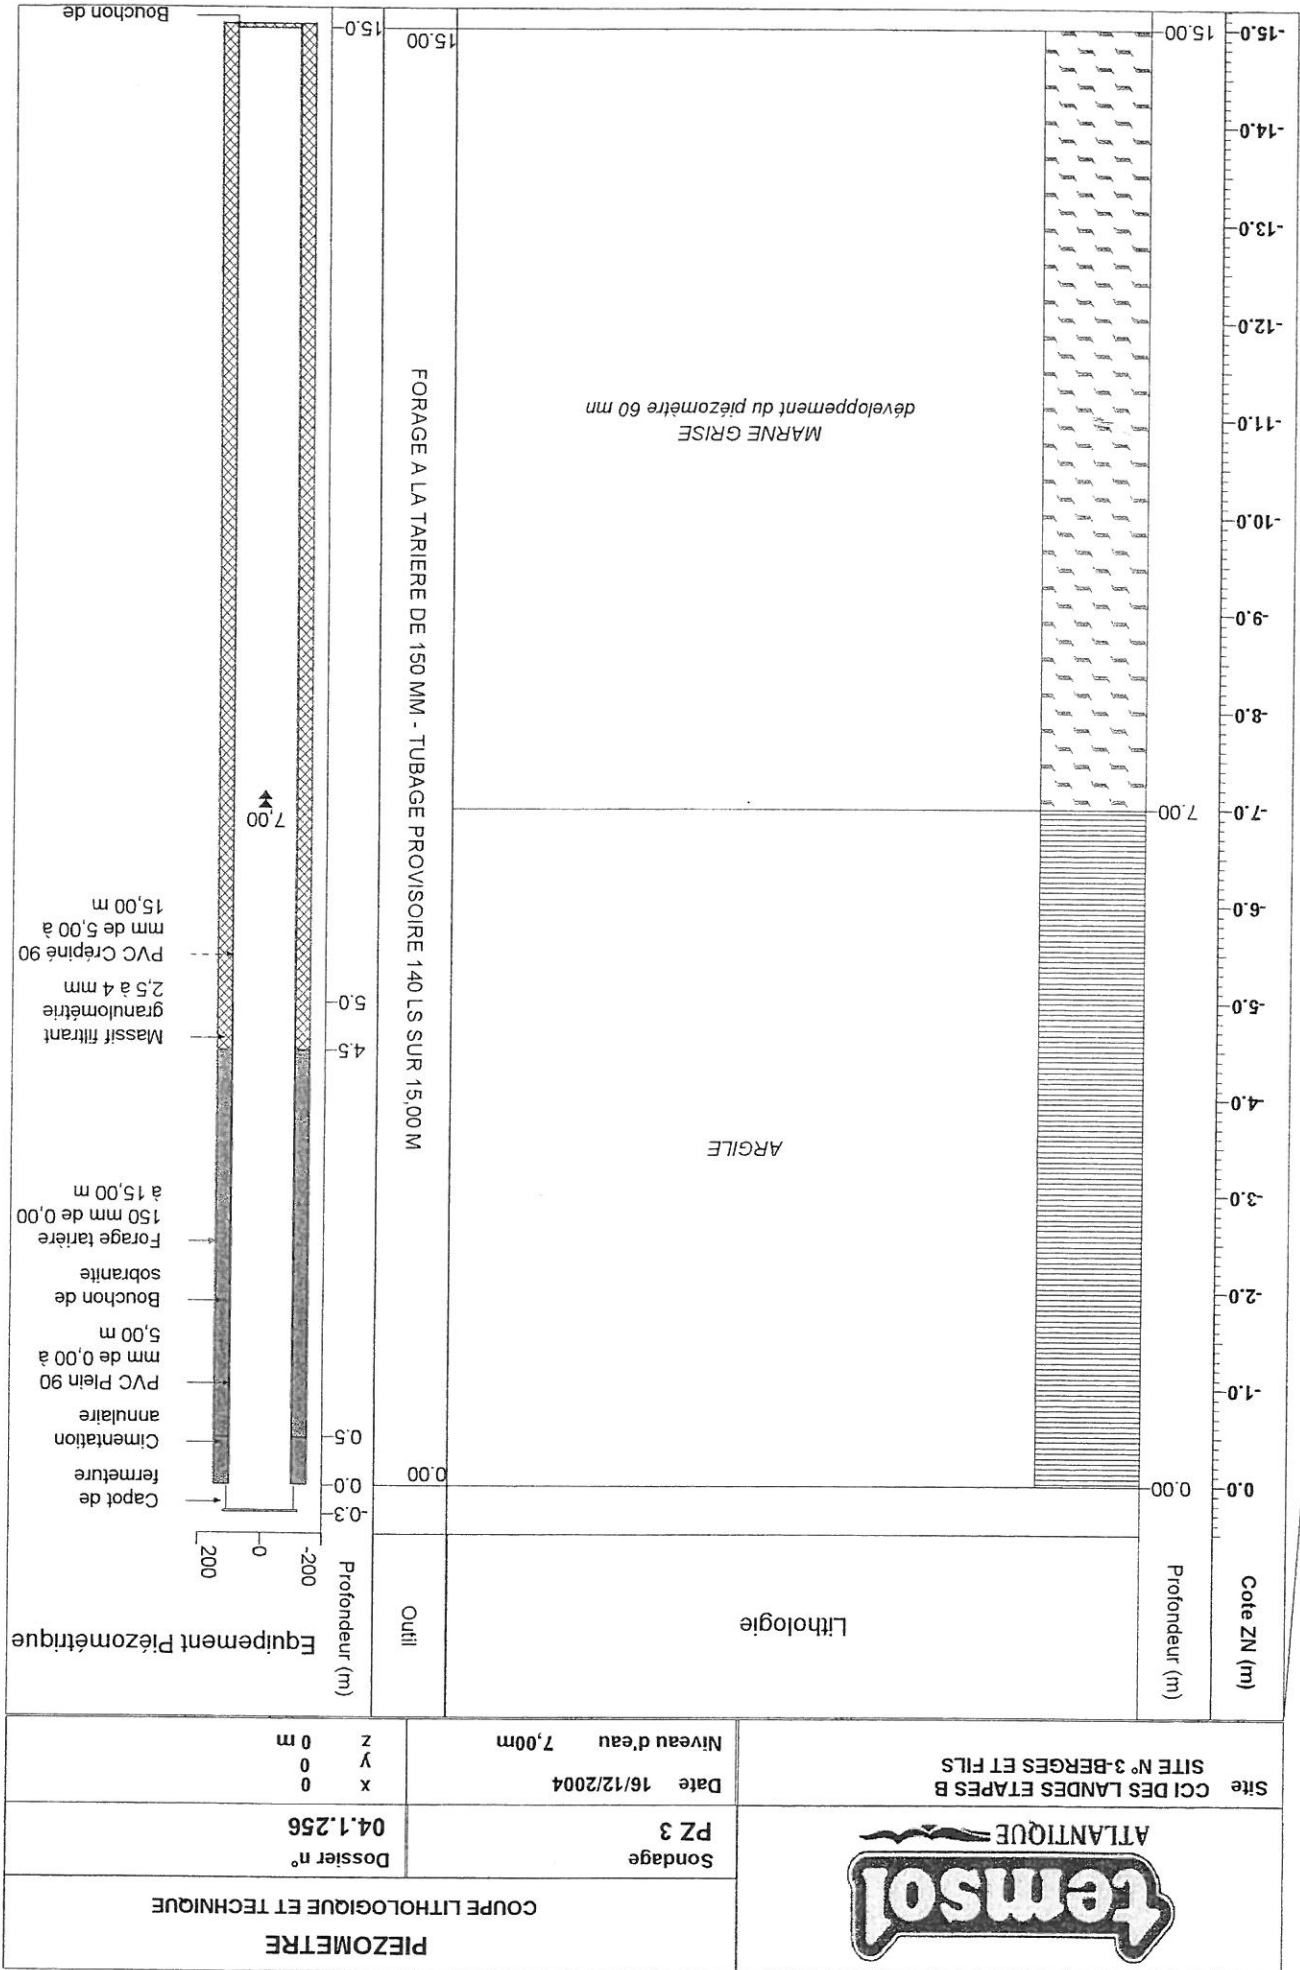 temsol
ATLANTIQUE
PIEZOMETRE
COUPE LITHOLOGIQUE ET TECHNIQUE
Sondage
PZ 3
Dossier n°
04.1.256
Site CCI DES LANDES ETAPES B
SITE N° 3-BERGES ET FILS
Date 16/12/2004
Niveau d'eau 7,00m
x 0
y 0
z 0 m
Cote ZN (m)
Profondeur (m)
Lithologie
Outil
Profondeur (m)
Equipement Piézométrique
-200 0 200
0.0
-1.0
-2.0
-3.0
-4.0
-5.0
-6.0
-7.0
-8.0
-9.0
-10.0
-11.0
-12.0
-13.0
-14.0
-15.0
0.00
7.00
15.00
ARGILE
MARNE GRISE
développement du piézomètre 60 mn
0.00
FORAGE A LA TARIERE DE 150 MM - TUBAGE PROVISOIRE 140 LS SUR 15,00 M
15.00
-0.3
0.0
0.5
4.5
5.0
15.0
7,00
Capot de
fermeture
Cimentation
annulaire
PVC Plein 90
mm de 0,00 à
5,00 m
Bouchon de
sobranite
Forage tarière
150 mm de 0,00
à 15,00 m
Massif filtrant
granulométrie
2,5 à 4 mm
PVC Crépiné 90
mm de 5,00 à
15,00 m
Bouchon de